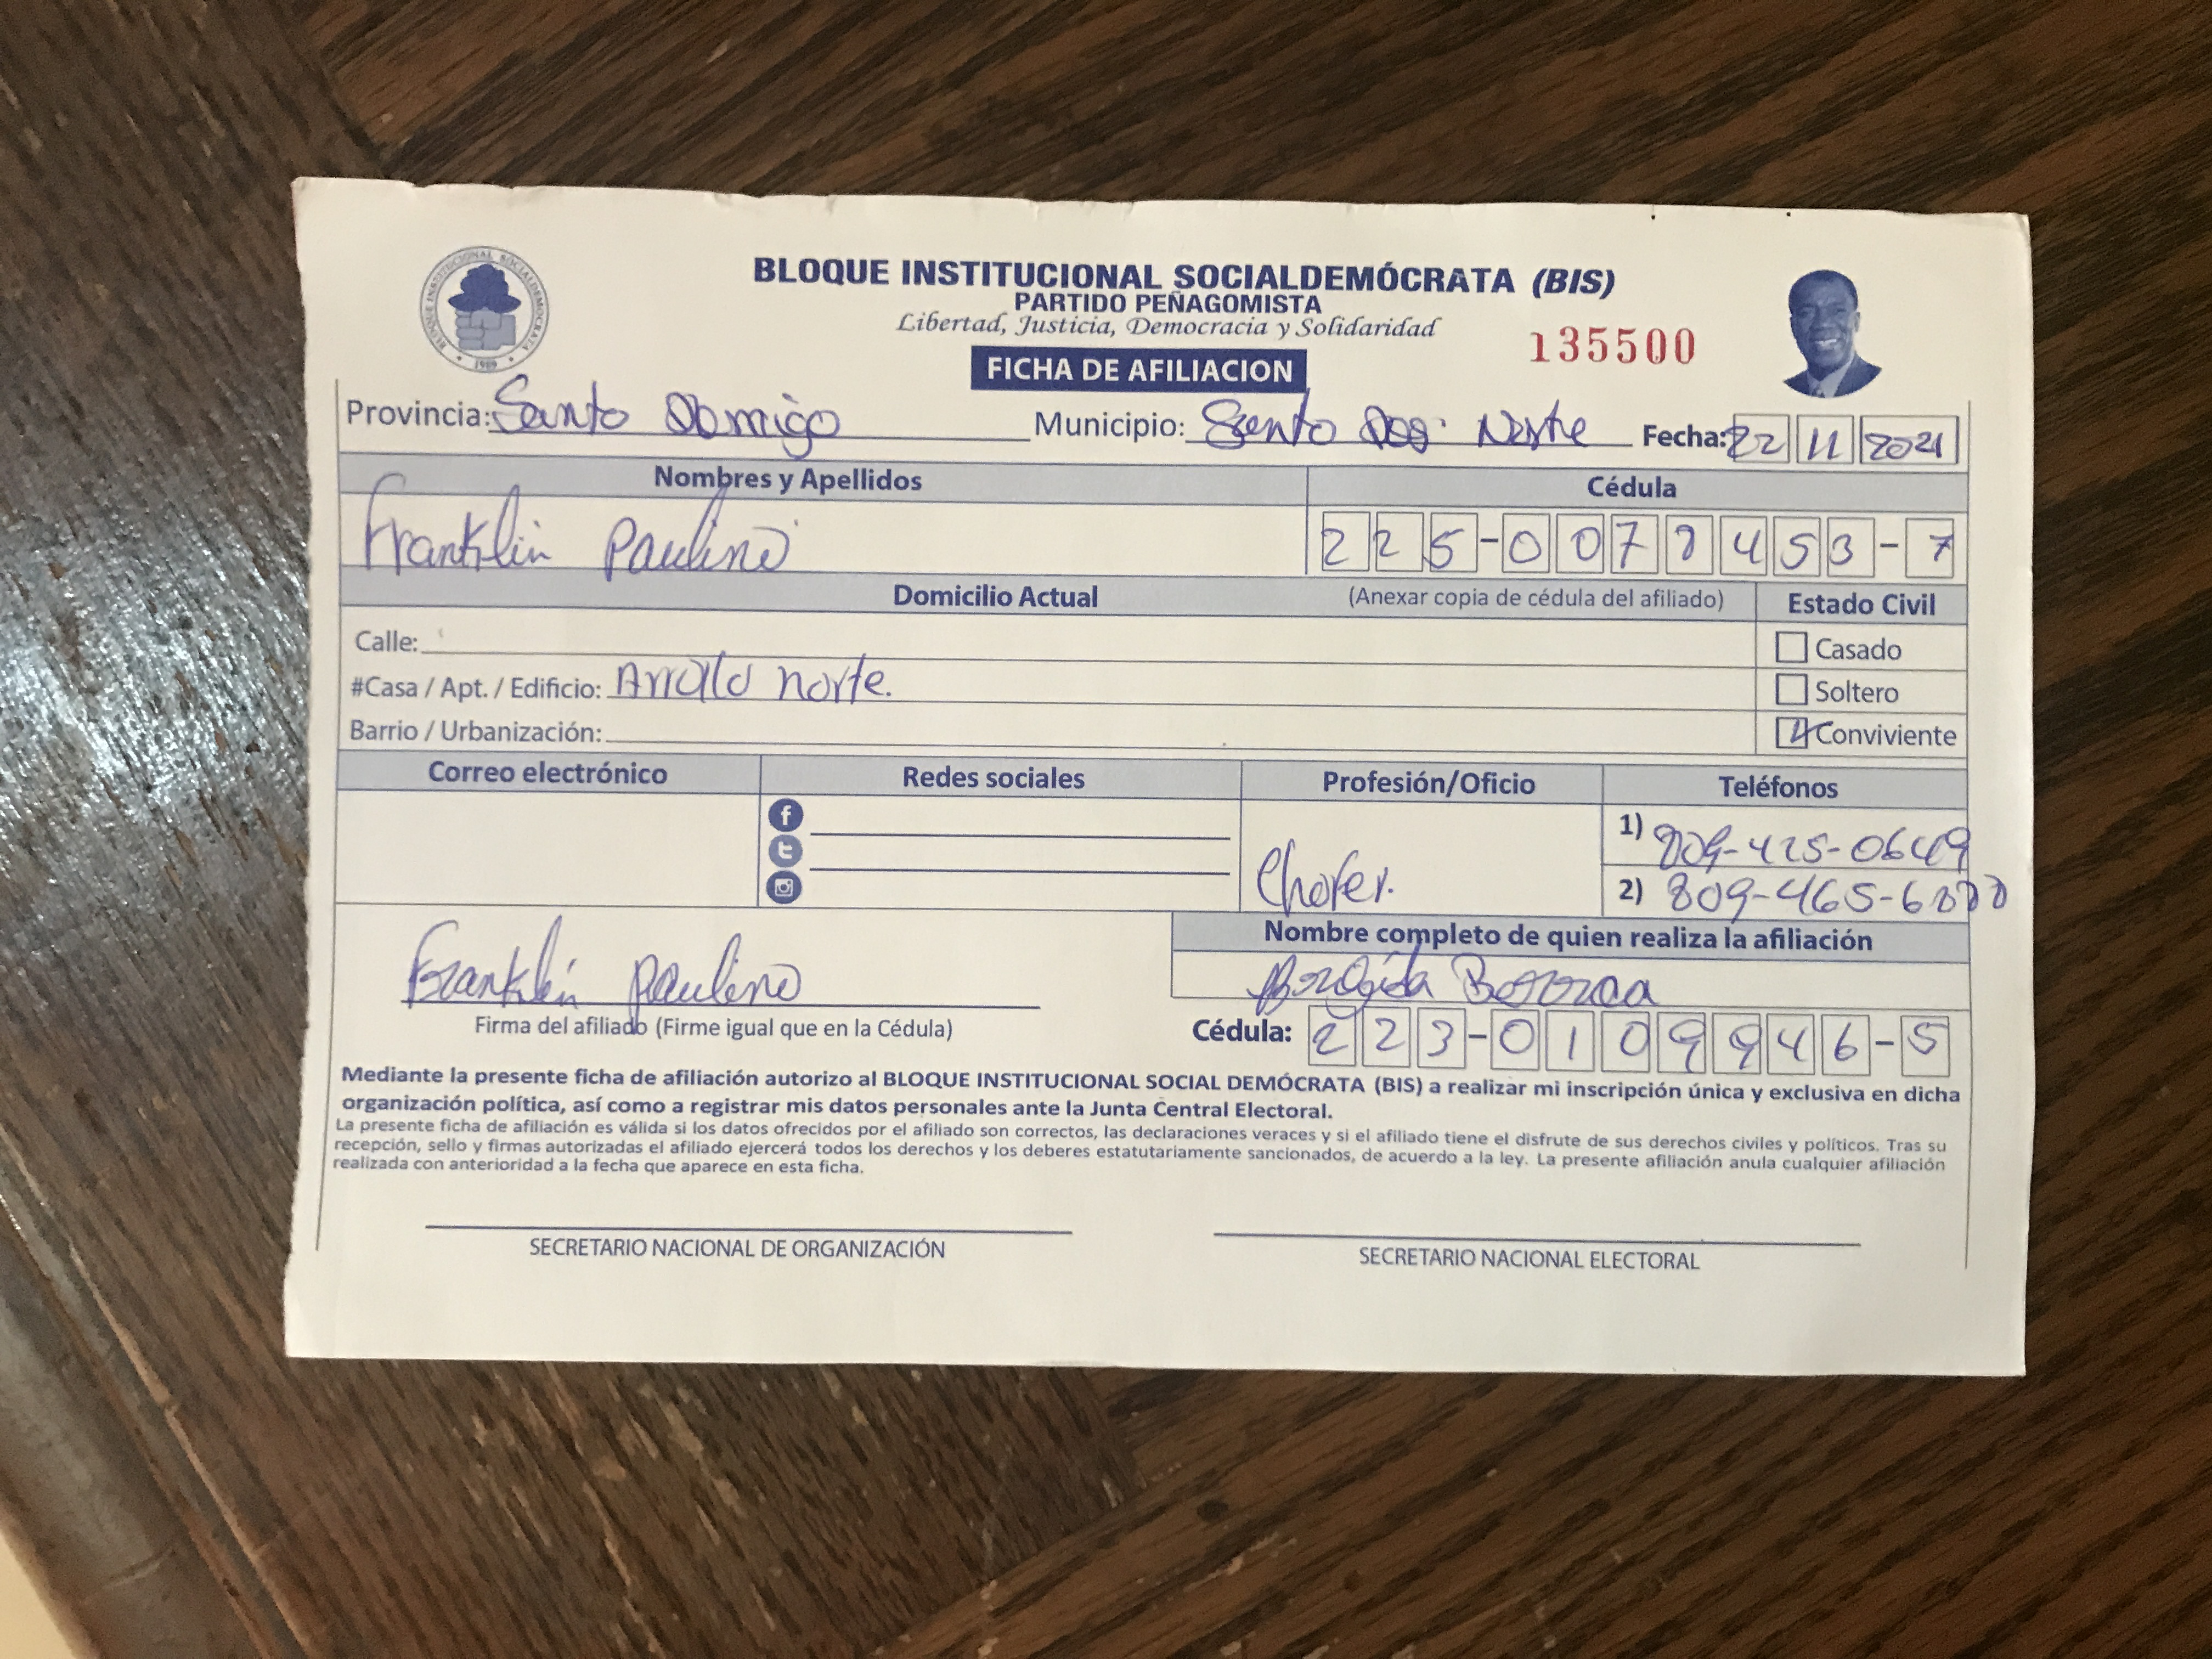 BLOQUE INSTITUCIONAL SOCIALDEMÓCRATA (BIS)
PARTIDO PEÑAGOMISTA
Libertad, Justicia, Democracia y Solidaridad
135500
FICHA DE AFILIACION
BLOQUE INSTITUCIONAL SOCIALDEMOCRATA
1989
Provincia: Santo Domigo Municipio: Santo Norte Fecha: 22 11 2021
Nombres y Apellidos Cédula
Franklin Paulino 225-0078453-7
Domicilio Actual (Anexar copia de cédula del afiliado) Estado Civil
Calle: Casado
#Casa / Apt. / Edificio: Arrollo norte. Soltero
Barrio / Urbanización: Conviviente
Correo electrónico Redes sociales Profesión/Oficio Teléfonos
Chofer.
1) 809-425-0649
2) 809-465-
Nombre completo de quien realiza la afiliación
Franklin Paulino
Firma del afiliado (Firme igual que en la Cédula) Cédula: 223-0109946-5
Mediante la presente ficha de afiliación autorizo al BLOQUE INSTITUCIONAL SOCIAL DEMÓCRATA (BIS) a realizar mi inscripción única y exclusiva en dicha
organización política, así como a registrar mis datos personales ante la Junta Central Electoral.
La presente ficha de afiliación es válida si los datos ofrecidos por el afiliado son correctos, las declaraciones veraces y si el afiliado tiene el disfrute de sus derechos civiles y políticos. Tras su
recepción, sello y firmas autorizadas el afiliado ejercerá todos los derechos y los deberes estatutariamente sancionados, de acuerdo a la ley. La presente afiliación anula cualquier afiliación
realizada con anterioridad a la fecha que aparece en esta ficha.
SECRETARIO NACIONAL DE ORGANIZACIÓN SECRETARIO NACIONAL ELECTORAL